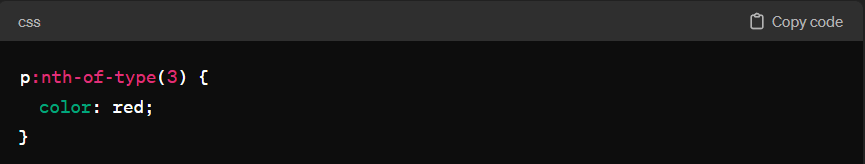 css Copy code
p:nth-of-type(3) {
  color: red;
}